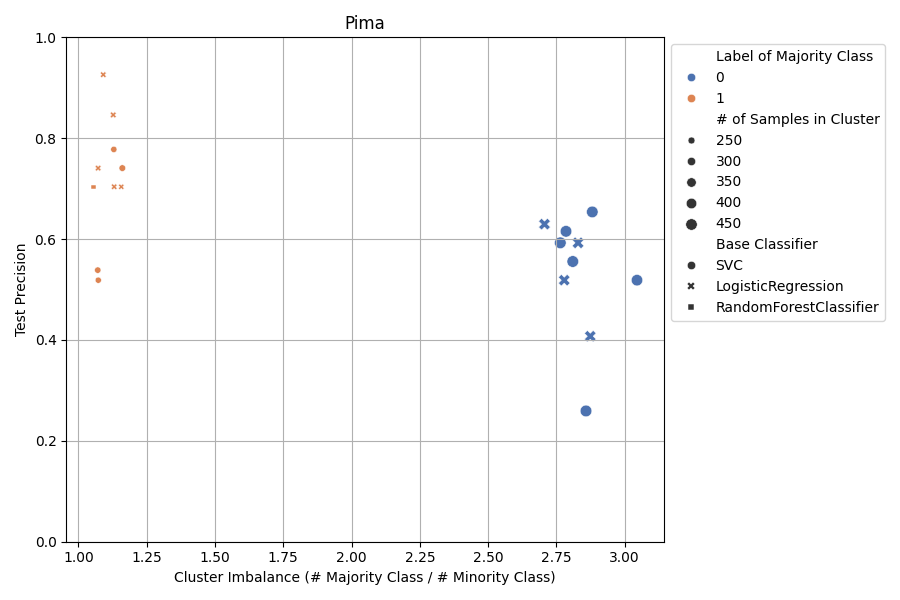 Pima
Test Precision
1.0
0.8
0.6
0.4
0.2
0.0
1.00 1.25 1.50 1.75 2.00 2.25 2.50 2.75 3.00
Cluster Imbalance (# Majority Class / # Minority Class)
Label of Majority Class
0
1
# of Samples in Cluster
250
300
350
400
450
Base Classifier
SVC
LogisticRegression
RandomForestClassifier